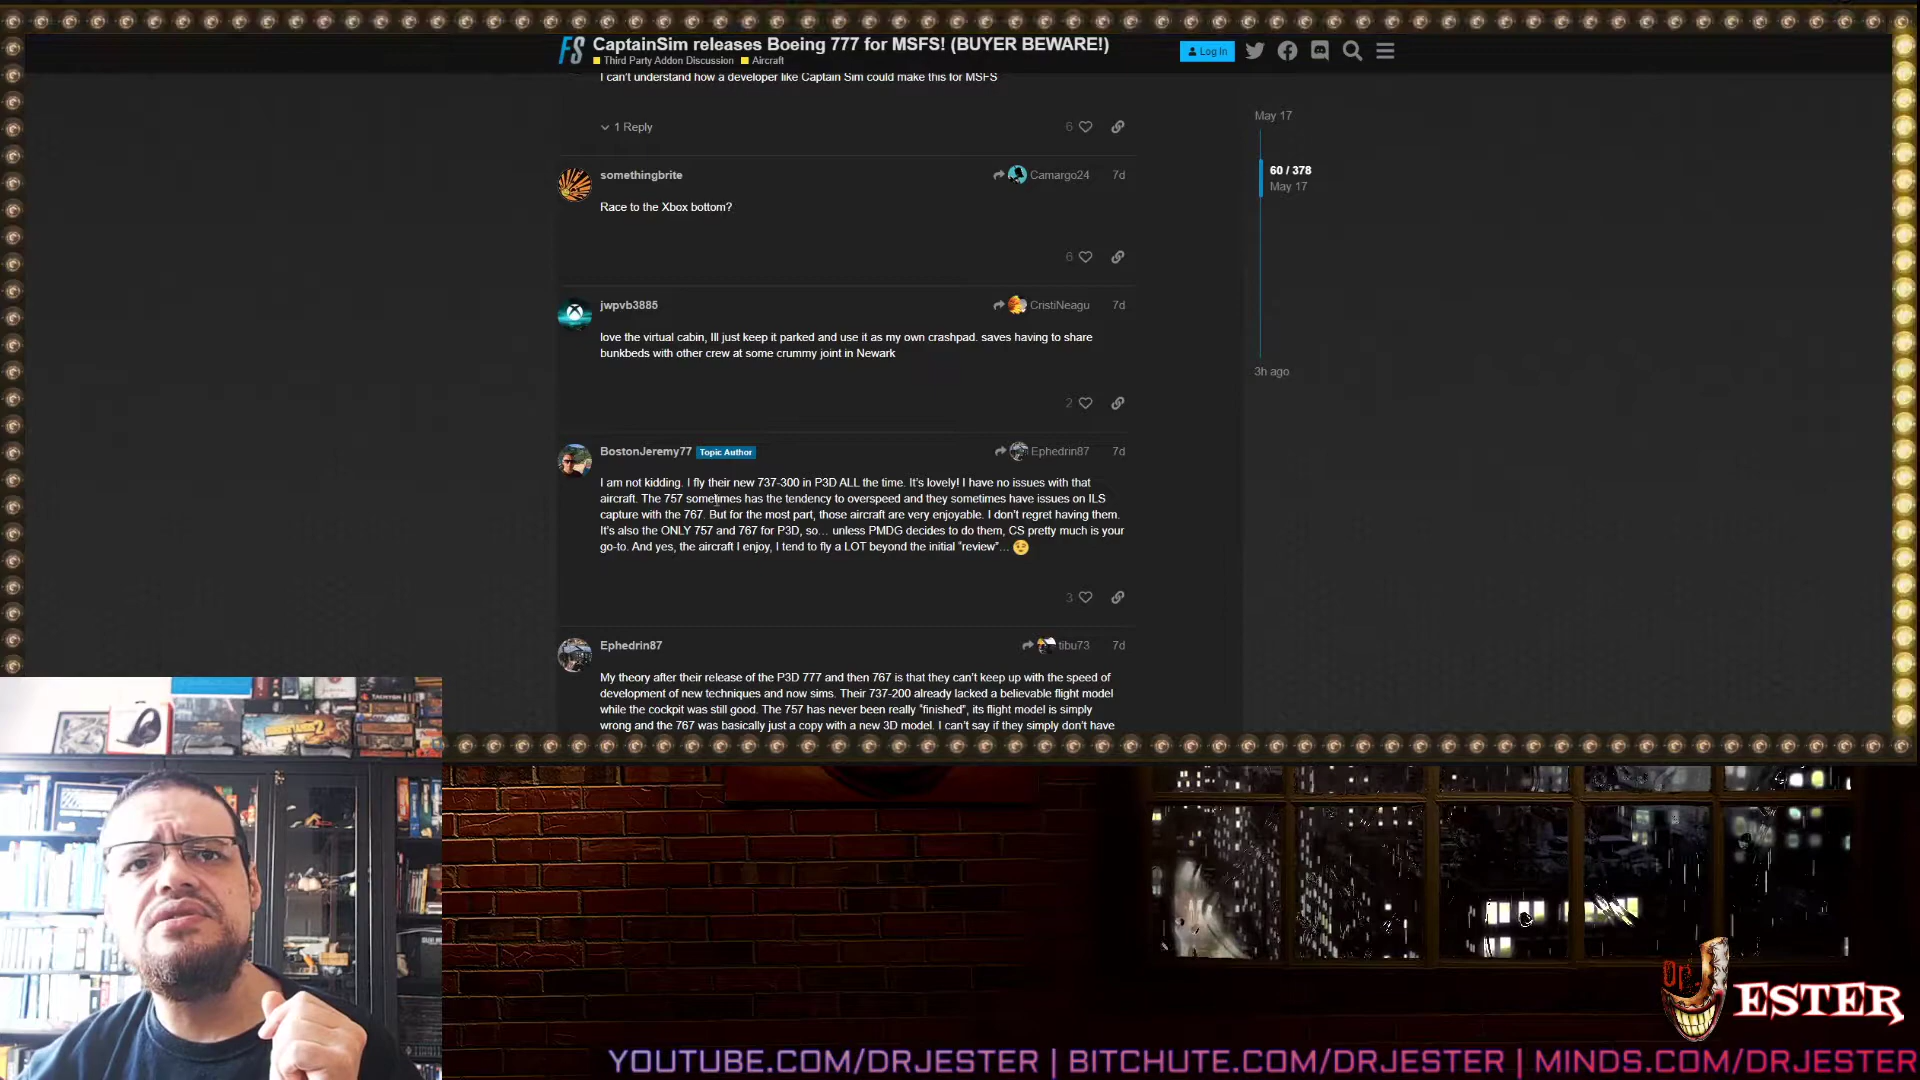 FS
CaptainSim releases Boeing 777 for MSFS! (BUYER BEWARE!)
Third Party Addon Discussion Aircraft
Log In
I can't understand how a developer like Captain Sim could make this for MSFS
1 Reply
6
May 17
60 / 378
May 17
3h ago
somethingbrite
Camargo24
7d
Race to the Xbox bottom?
6
jwpvb3885
CristiNeagu
7d
love the virtual cabin, Ill just keep it parked and use it as my own crashpad. saves having to share
bunkbeds with other crew at some crummy joint in Newark
2
BostonJeremy77 Topic Author
Ephedrin87
7d
I am not kidding. I fly their new 737-300 in P3D ALL the time. It's lovely! I have no issues with that
aircraft. The 757 sometimes has the tendency to overspeed and they sometimes have issues on ILS
capture with the 767. But for the most part, those aircraft are very enjoyable. I don't regret having them.
It's also the ONLY 757 and 767 for P3D, so… unless PMDG decides to do them, CS pretty much is your
go-to. And yes, the aircraft I enjoy, I tend to fly a LOT beyond the initial "review"…
3
Ephedrin87
tibu73
7d
My theory after their release of the P3D 777 and then 767 is that they can't keep up with the speed of
development of new techniques and now sims. Their 737-200 already lacked a believable flight model
while the cockpit was still good. The 757 has never been really "finished", its flight model is simply
wrong and the 767 was basically just a copy with a new 3D model. I can't say if they simply don't have
Dr JESTER
YOUTUBE.COM/DRJESTER | BITCHUTE.COM/DRJESTER | MINDS.COM/DRJESTER